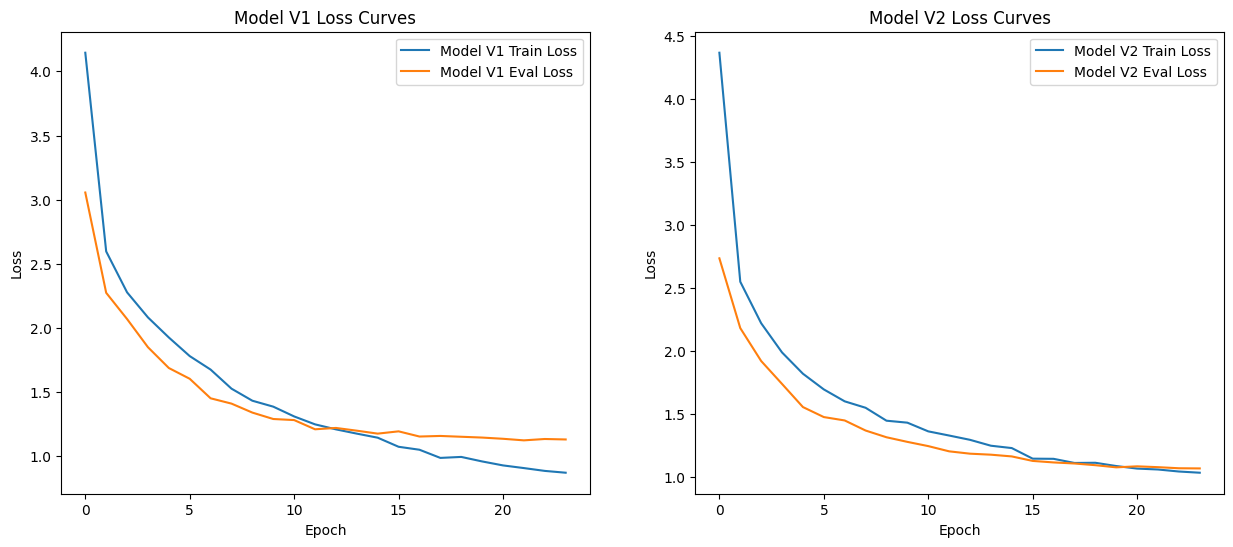 Model V1 Loss Curves
Model V1 Train Loss
Model V1 Eval Loss
4.0
3.5
3.0
2.5
2.0
1.5
1.0
Loss
0
5
10
15
20
Epoch
Model V2 Loss Curves
Model V2 Train Loss
Model V2 Eval Loss
4.5
4.0
3.5
3.0
2.5
2.0
1.5
1.0
Loss
0
5
10
15
20
Epoch